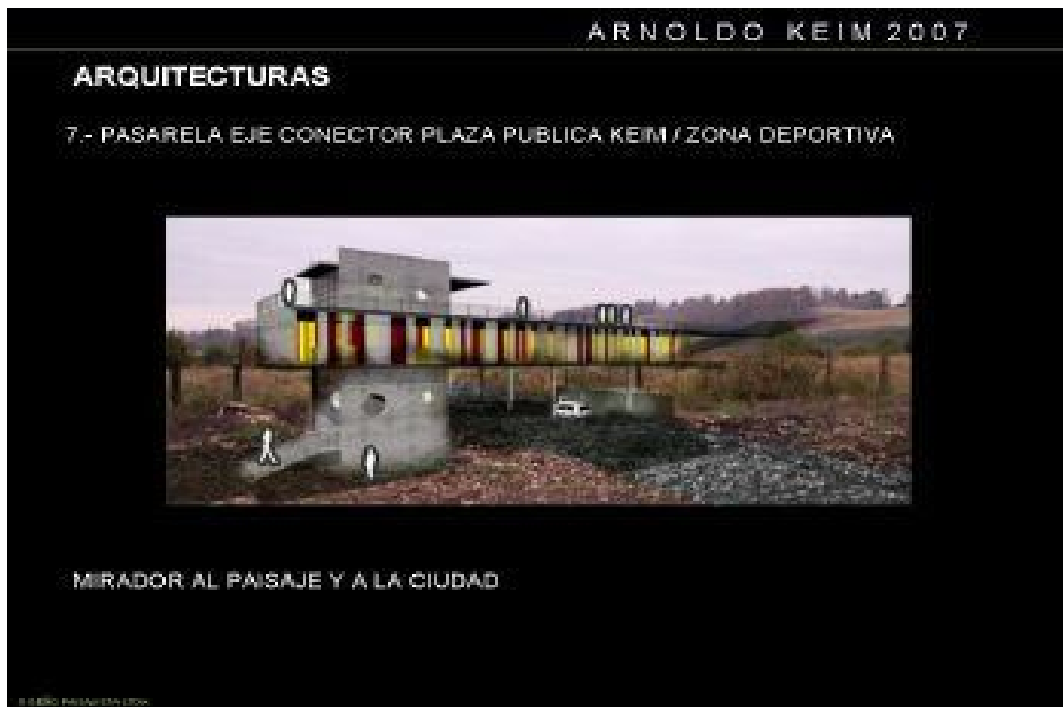 ARNOLDO KEIM 2007
ARQUITECTURAS
7.- PASARELA EJE CONECTOR PLAZA PUBLICA KEIM / ZONA DEPORTIVA
MIRADOR AL PAISAJE Y A LA CIUDAD